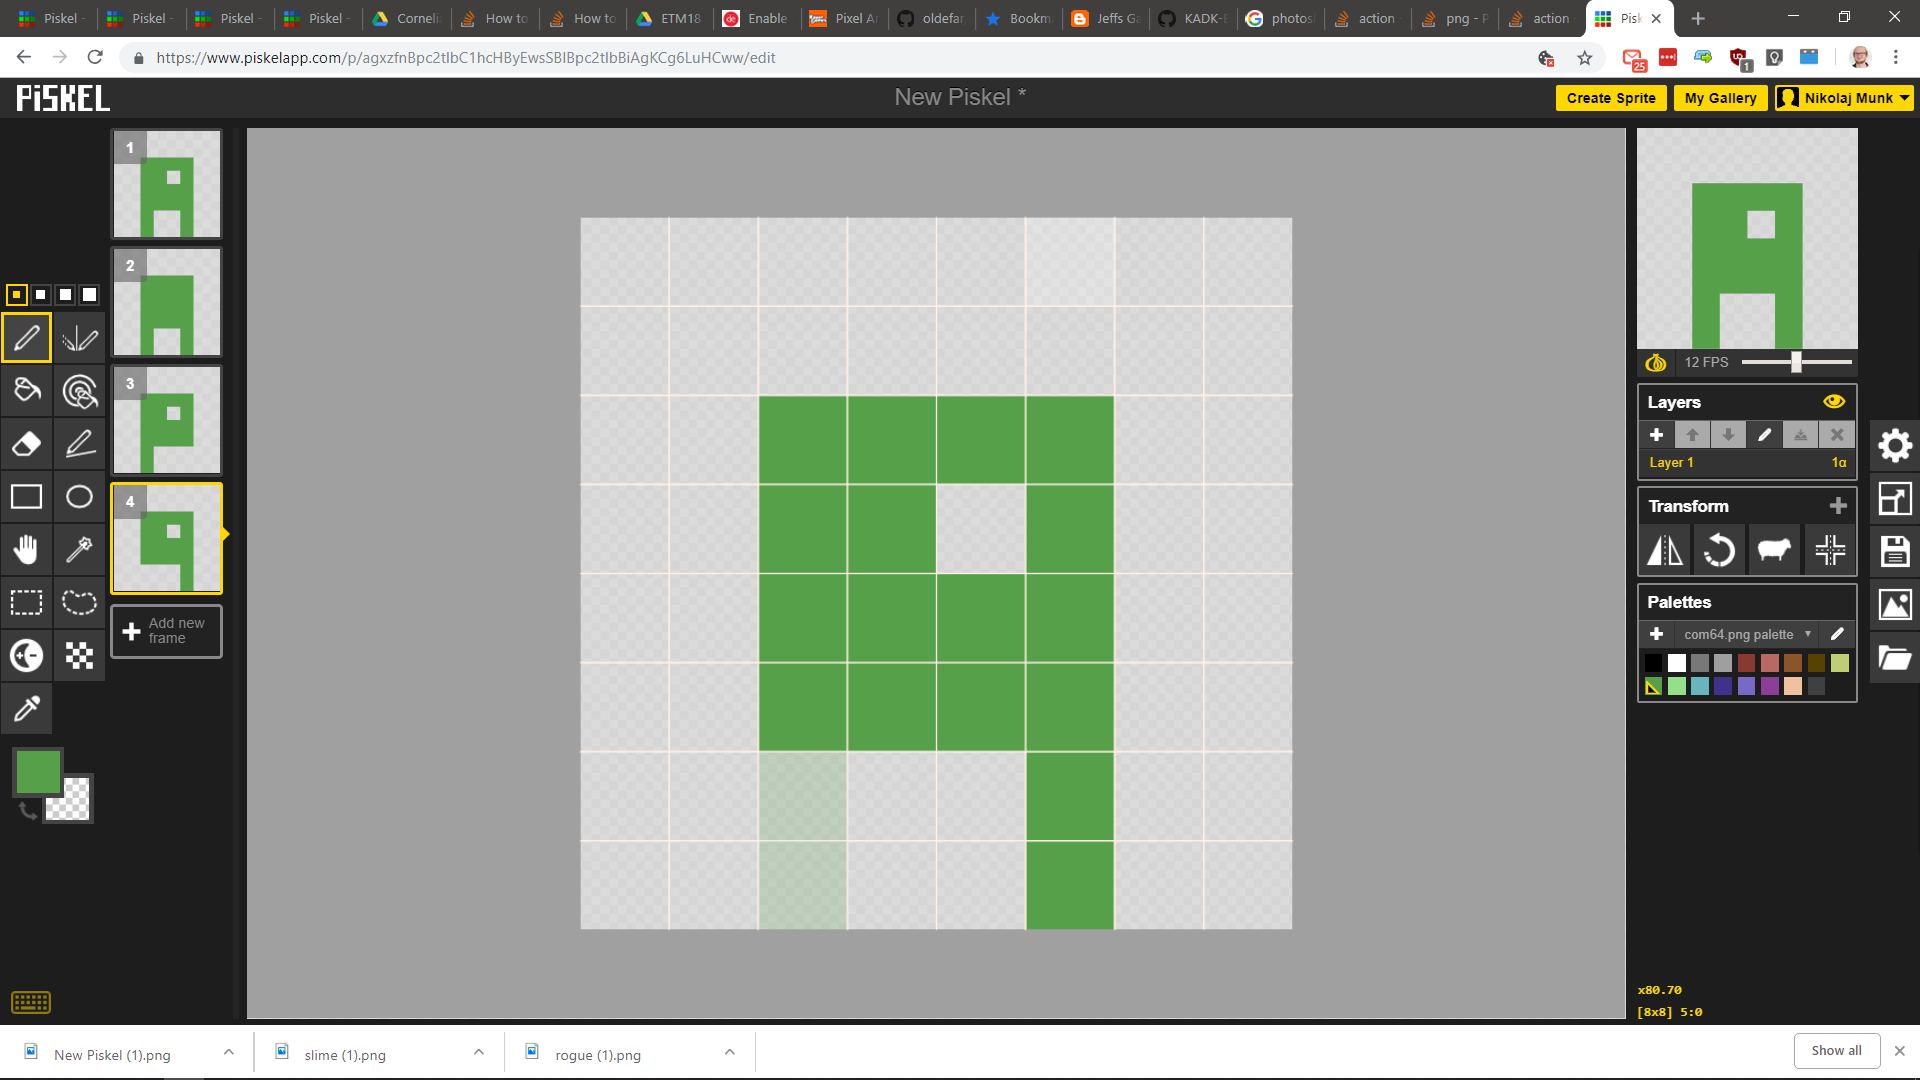 Piskel -
Piskel -
Piskel -
Piskel -
Corneli
How to
How to
ETM18
Enable
Pixel Ar
oldefar
Bookm
Jeffs Ga
KADK-E
photos
action
png - P
action
Pisk
https://www.piskelapp.com/p/agxzfnBpc2tlbC1hcHByEwsSBlBpc2tlbBiAgKCg6LuHCww/edit
25
1
PiSKEL
New Piskel *
Create Sprite
My Gallery
Nikolaj Munk
1
2
3
4
Add new
frame
12 FPS
Layers
Layer 1
1α
Transform
Palettes
com64.png palette
x80.70
[8x8] 5:0
New Piskel (1).png
slime (1).png
rogue (1).png
Show all